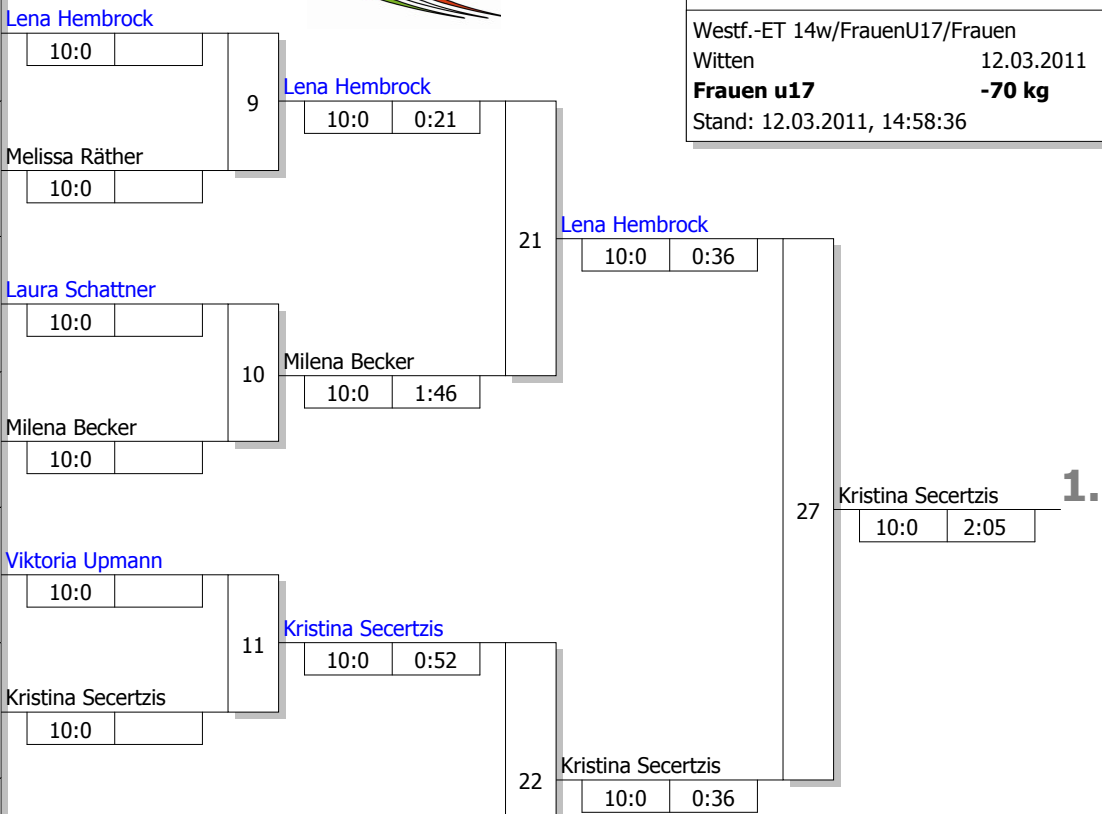 Westf.-ET 14w/FrauenU17/Frauen
Witten 12.03.2011
Frauen u17 -70 kg
Stand: 12.03.2011, 14:58:36
Lena Hembrock
10:0
9
Melissa Räther
10:0
Lena Hembrock
10:0 0:21
Laura Schattner
10:0
10
Milena Becker
10:0
Milena Becker
10:0 1:46
21
Lena Hembrock
10:0 0:36
Viktoria Upmann
10:0
11
Kristina Secertzis
10:0
Kristina Secertzis
10:0 0:52
22
Kristina Secertzis
10:0 0:36
27
Kristina Secertzis 1.
10:0 2:05